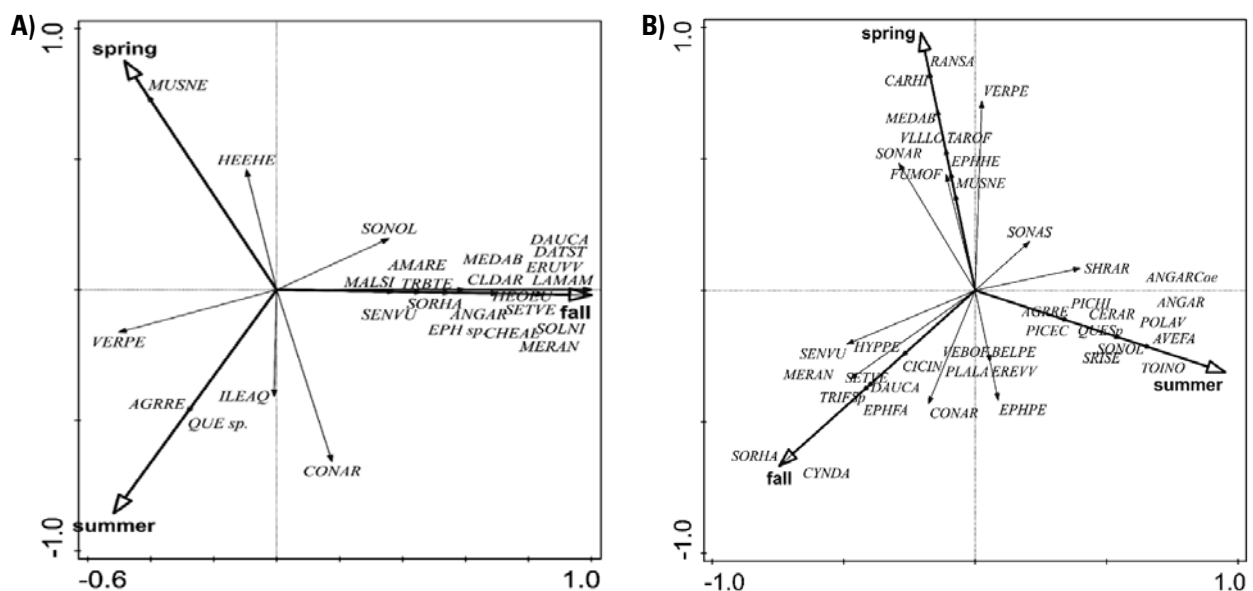 A)
1.0
spring
MUSNE
HEEHE
SONOL
DAUCA
DATST
MEDAB
ERUVV
AMARE
MALSI TRBTE CLDAR LAMAM
SORHA HEOEU
fall
SENVU ANGAR SETVE
EPH sp. CHEAL SOLNI
MERAN
VERPE
AGRRE
ILEAQ
QUE sp.
CONAR
summer
-1.0
-0.6 1.0
B)
1.0
spring
RANSA
CARHI
VERPE
MEDAB
VLLLO TAROF
SONAR EPHHE
FUMOF
MUSNE
SONAS
SHRAR
ANGARCoe
PICHI ANGAR
AGRRE CERAR
PICEC QUESp POLAV
SENVU HYPPE VEBOF BELPE SONOL AVEFA
CICIN SRISE
MERAN SETVE PLALA EREVV TOINO
DAUCA summer
TRIFSp
EPHFA CONAR EPHPE
SORHA
fall CYNDA
-1.0
-1.0 1.0